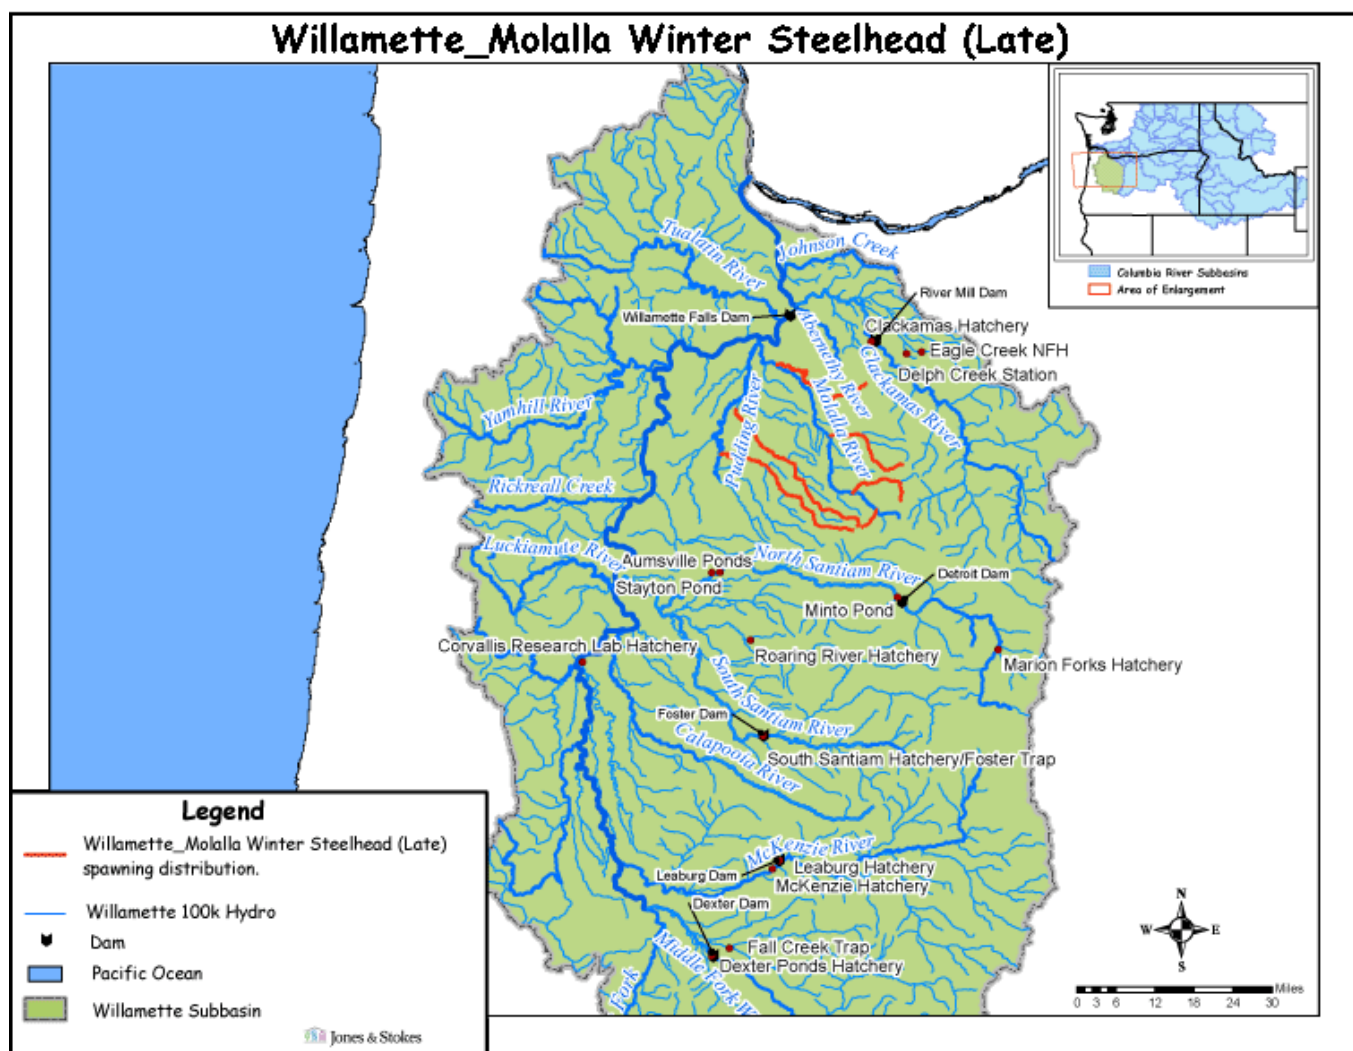 Willamette_Molalla Winter Steelhead (Late)
Columbia River Subbasins
Area of Enlargement
Tualatin River
Johnson Creek
River Mill Dam
Willamette Falls Dam
Clackamas Hatchery
Abernethy River
Eagle Creek NFH
Delph Creek Station
Clackamas River
Molalla River
Pudding River
Yamhill River
Rickreall Creek
Luckiamute River
Aumsville Ponds
North Santiam River
Detroit Dam
Stayton Pond
Minto Pond
Corvallis Research Lab Hatchery
Roaring River Hatchery
Marion Forks Hatchery
South Santiam River
Foster Dam
South Santiam Hatchery/Foster Trap
Calapooia River
McKenzie River
Leaburg Dam
Leaburg Hatchery
McKenzie Hatchery
Dexter Dam
Fall Creek Trap
Dexter Ponds Hatchery
Middle Fork W
Fork
Legend
Willamette_Molalla Winter Steelhead (Late)
spawning distribution.
Willamette 100k Hydro
Dam
Pacific Ocean
Willamette Subbasin
Jones & Stokes
N
W E
S
Miles
0 3 6 12 18 24 30